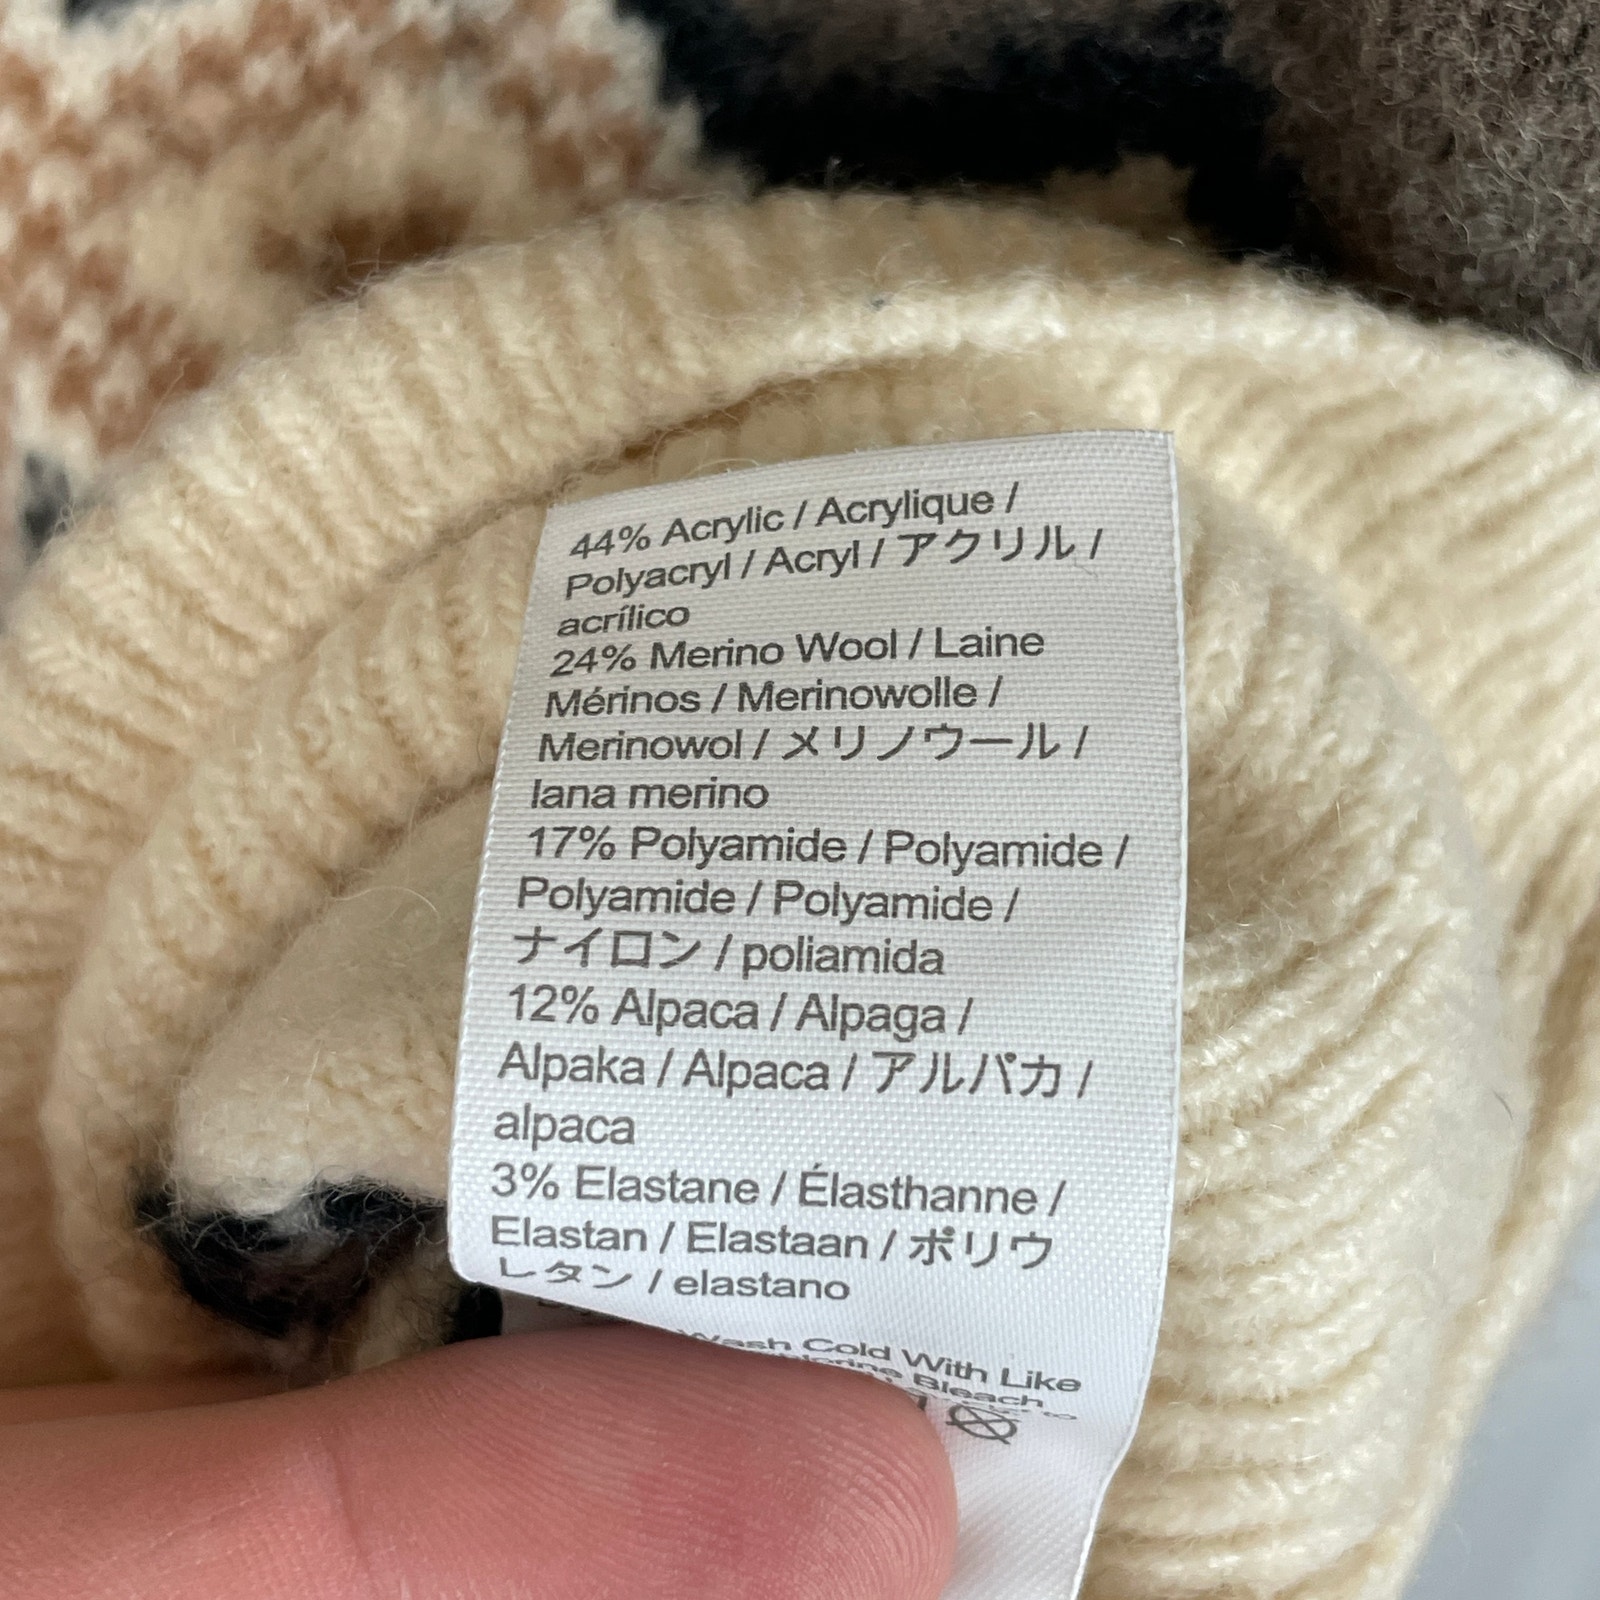 44% Acrylic / Acrylique /
Polyacryl / Acryl / アクリル /
acrílico
24% Merino Wool / Laine
Mérinos / Merinowolle /
Merinowol / メリノウール /
lana merino
17% Polyamide / Polyamide /
Polyamide / Polyamide /
ナイロン / poliamida
12% Alpaca / Alpaga /
Alpaka / Alpaca / アルパカ /
alpaca
3% Elastane / Élasthanne /
Elastan / Elastaan / ポリウ
レタン / elastano
Wash Cold With Like
Bleach